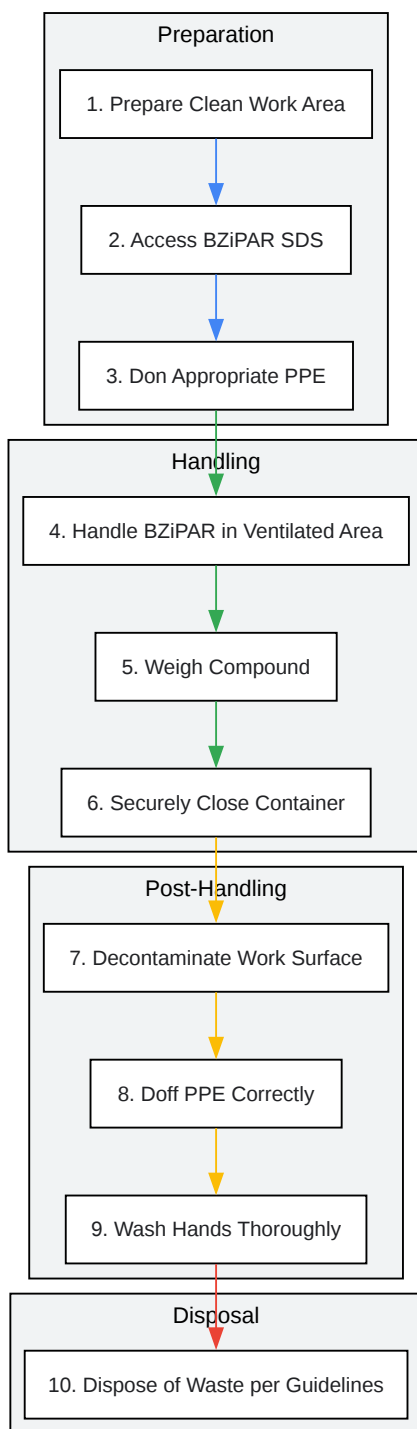 Preparation
1. Prepare Clean Work Area
2. Access BZiPAR SDS
3. Don Appropriate PPE
Handling
4. Handle BZiPAR in Ventilated Area
5. Weigh Compound
6. Securely Close Container
Post-Handling
7. Decontaminate Work Surface
8. Doff PPE Correctly
9. Wash Hands Thoroughly
Disposal
10. Dispose of Waste per Guidelines